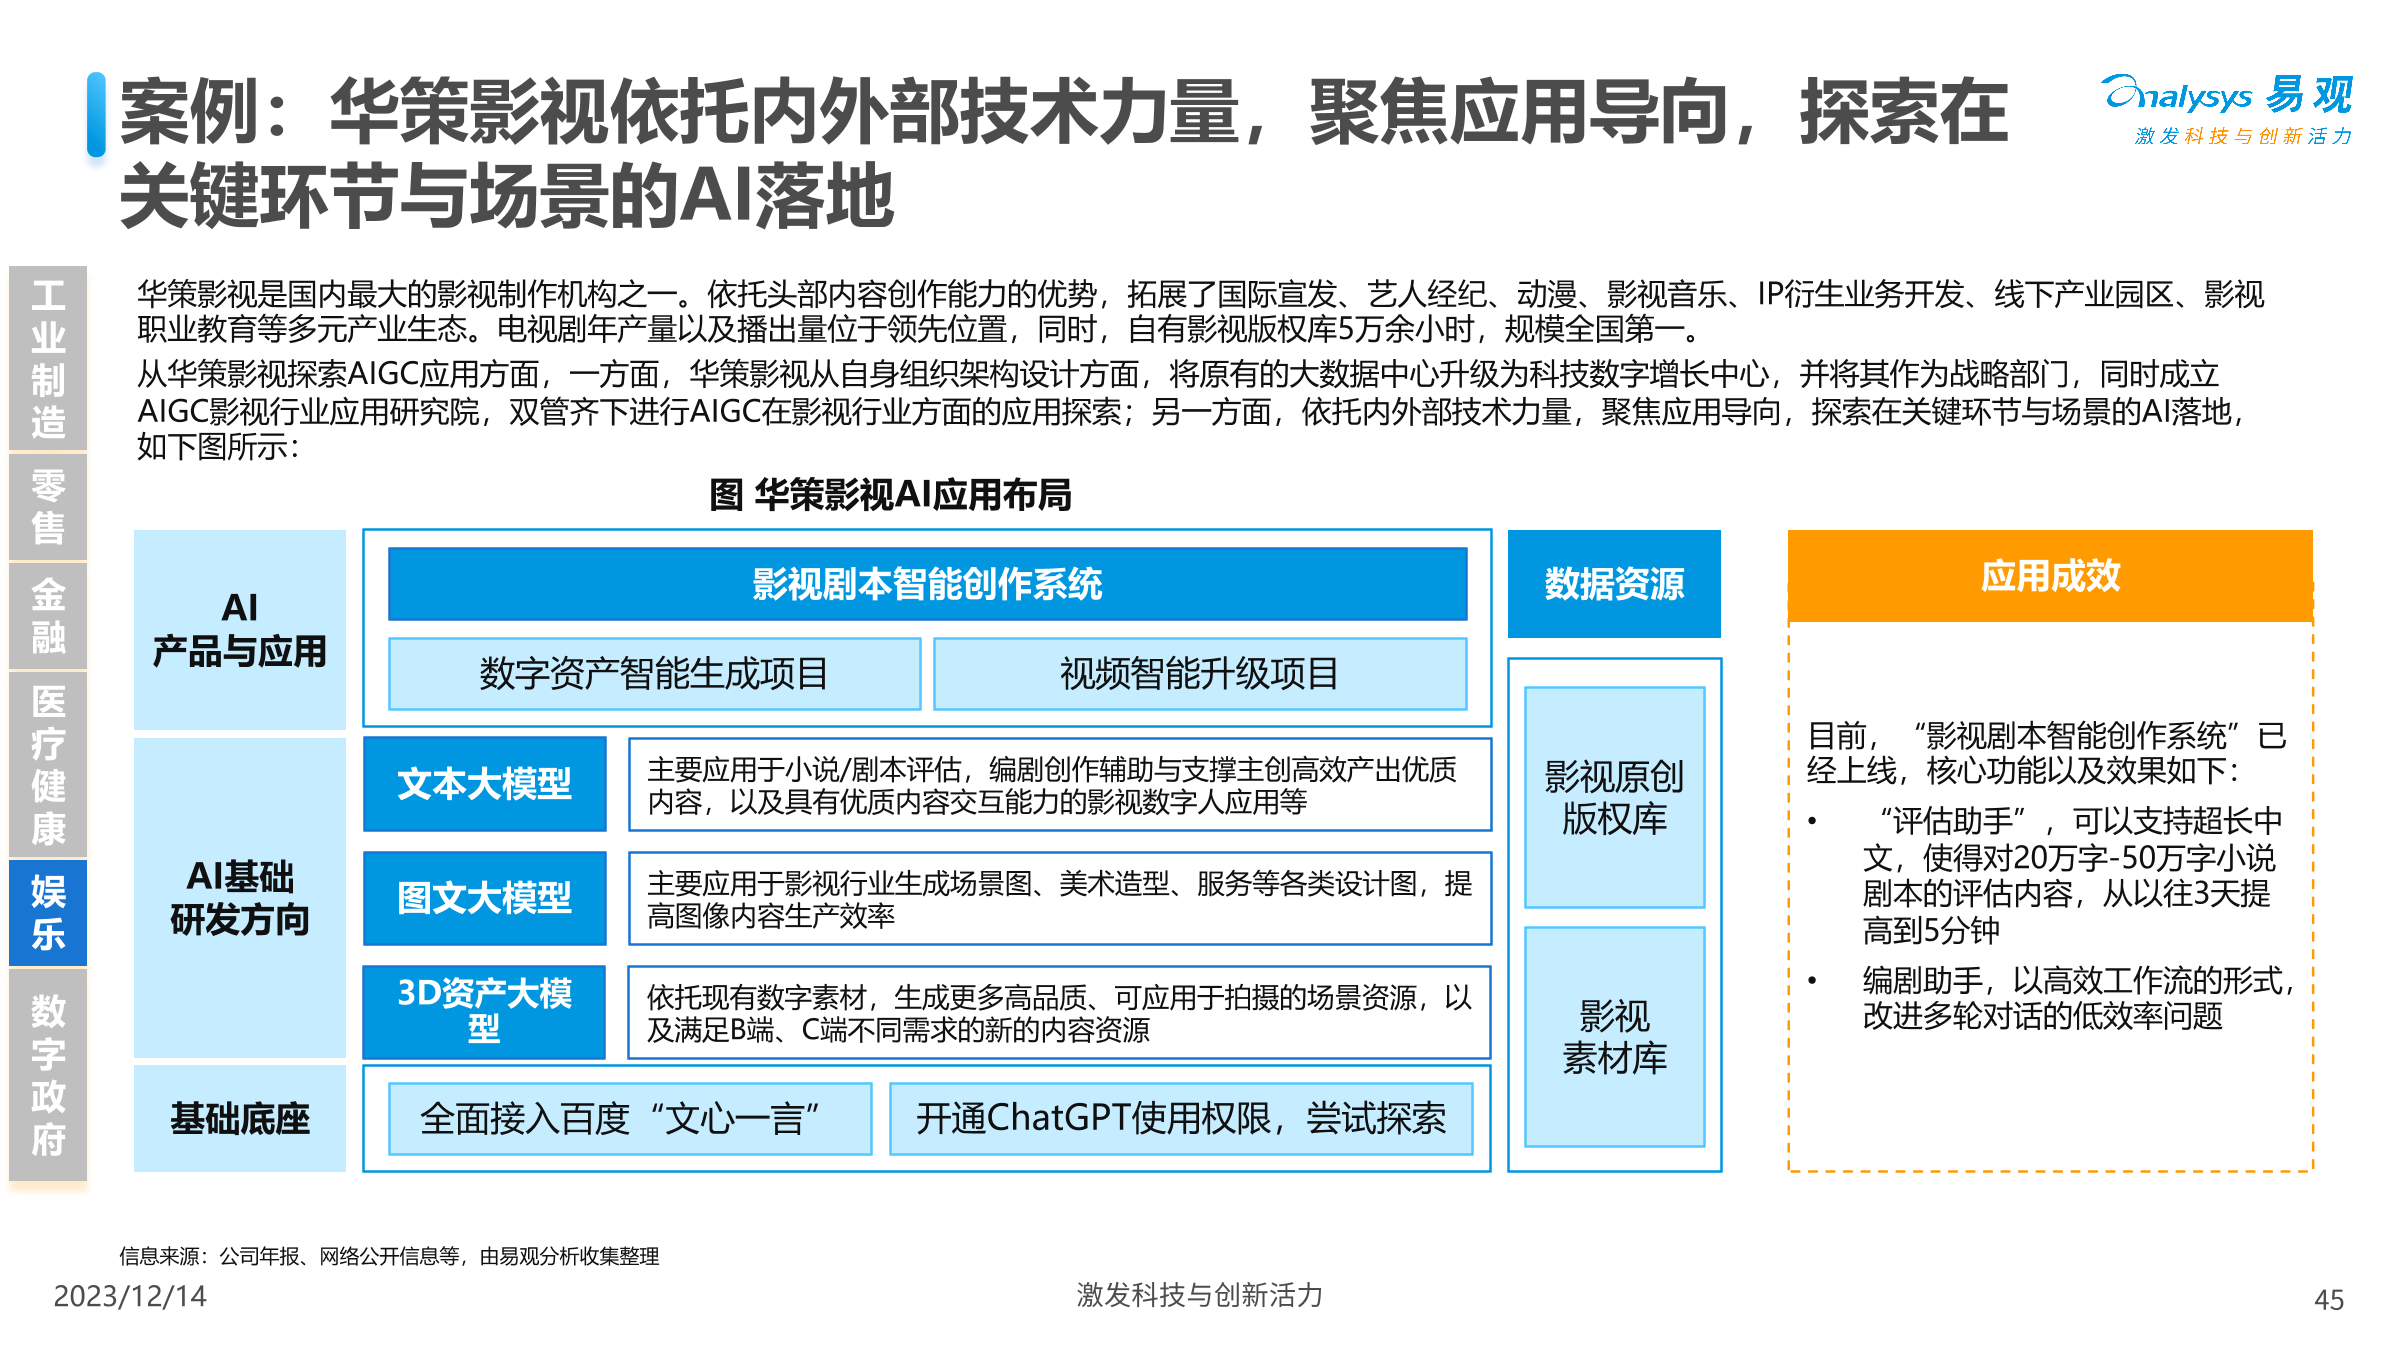 案例：华策影视依托内外部技术力量，聚焦应用导向，探索在
关键环节与场景的AI落地
analysys 易观
激发科技与创新活力
工业制造
零售
金融
医疗健康
娱乐
数字政府
华策影视是国内最大的影视制作机构之一。依托头部内容创作能力的优势，拓展了国际宣发、艺人经纪、动漫、影视音乐、IP衍生业务开发、线下产业园区、影视
职业教育等多元产业生态。电视剧年产量以及播出量位于领先位置，同时，自有影视版权库5万余小时，规模全国第一。
从华策影视探索AIGC应用方面，一方面，华策影视从自身组织架构设计方面，将原有的大数据中心升级为科技数字增长中心，并将其作为战略部门，同时成立
AIGC影视行业应用研究院，双管齐下进行AIGC在影视行业方面的应用探索；另一方面，依托内外部技术力量，聚焦应用导向，探索在关键环节与场景的AI落地，
如下图所示：
图 华策影视AI应用布局
AI
产品与应用
影视剧本智能创作系统
数字资产智能生成项目
视频智能升级项目
AI基础
研发方向
文本大模型
主要应用于小说/剧本评估，编剧创作辅助与支撑主创高效产出优质
内容，以及具有优质内容交互能力的影视数字人应用等
图文大模型
主要应用于影视行业生成场景图、美术造型、服务等各类设计图，提
高图像内容生产效率
3D资产大模
型
依托现有数字素材，生成更多高品质、可应用于拍摄的场景资源，以
及满足B端、C端不同需求的新的内容资源
基础底座
全面接入百度“文心一言”
开通ChatGPT使用权限，尝试探索
数据资源
影视原创
版权库
影视
素材库
应用成效
目前，“影视剧本智能创作系统”已
经上线，核心功能以及效果如下：
• “评估助手”，可以支持超长中
文，使得对20万字-50万字小说
剧本的评估内容，从以往3天提
高到5分钟
• 编剧助手，以高效工作流的形式，
改进多轮对话的低效率问题
信息来源：公司年报、网络公开信息等，由易观分析收集整理
2023/12/14
激发科技与创新活力
45